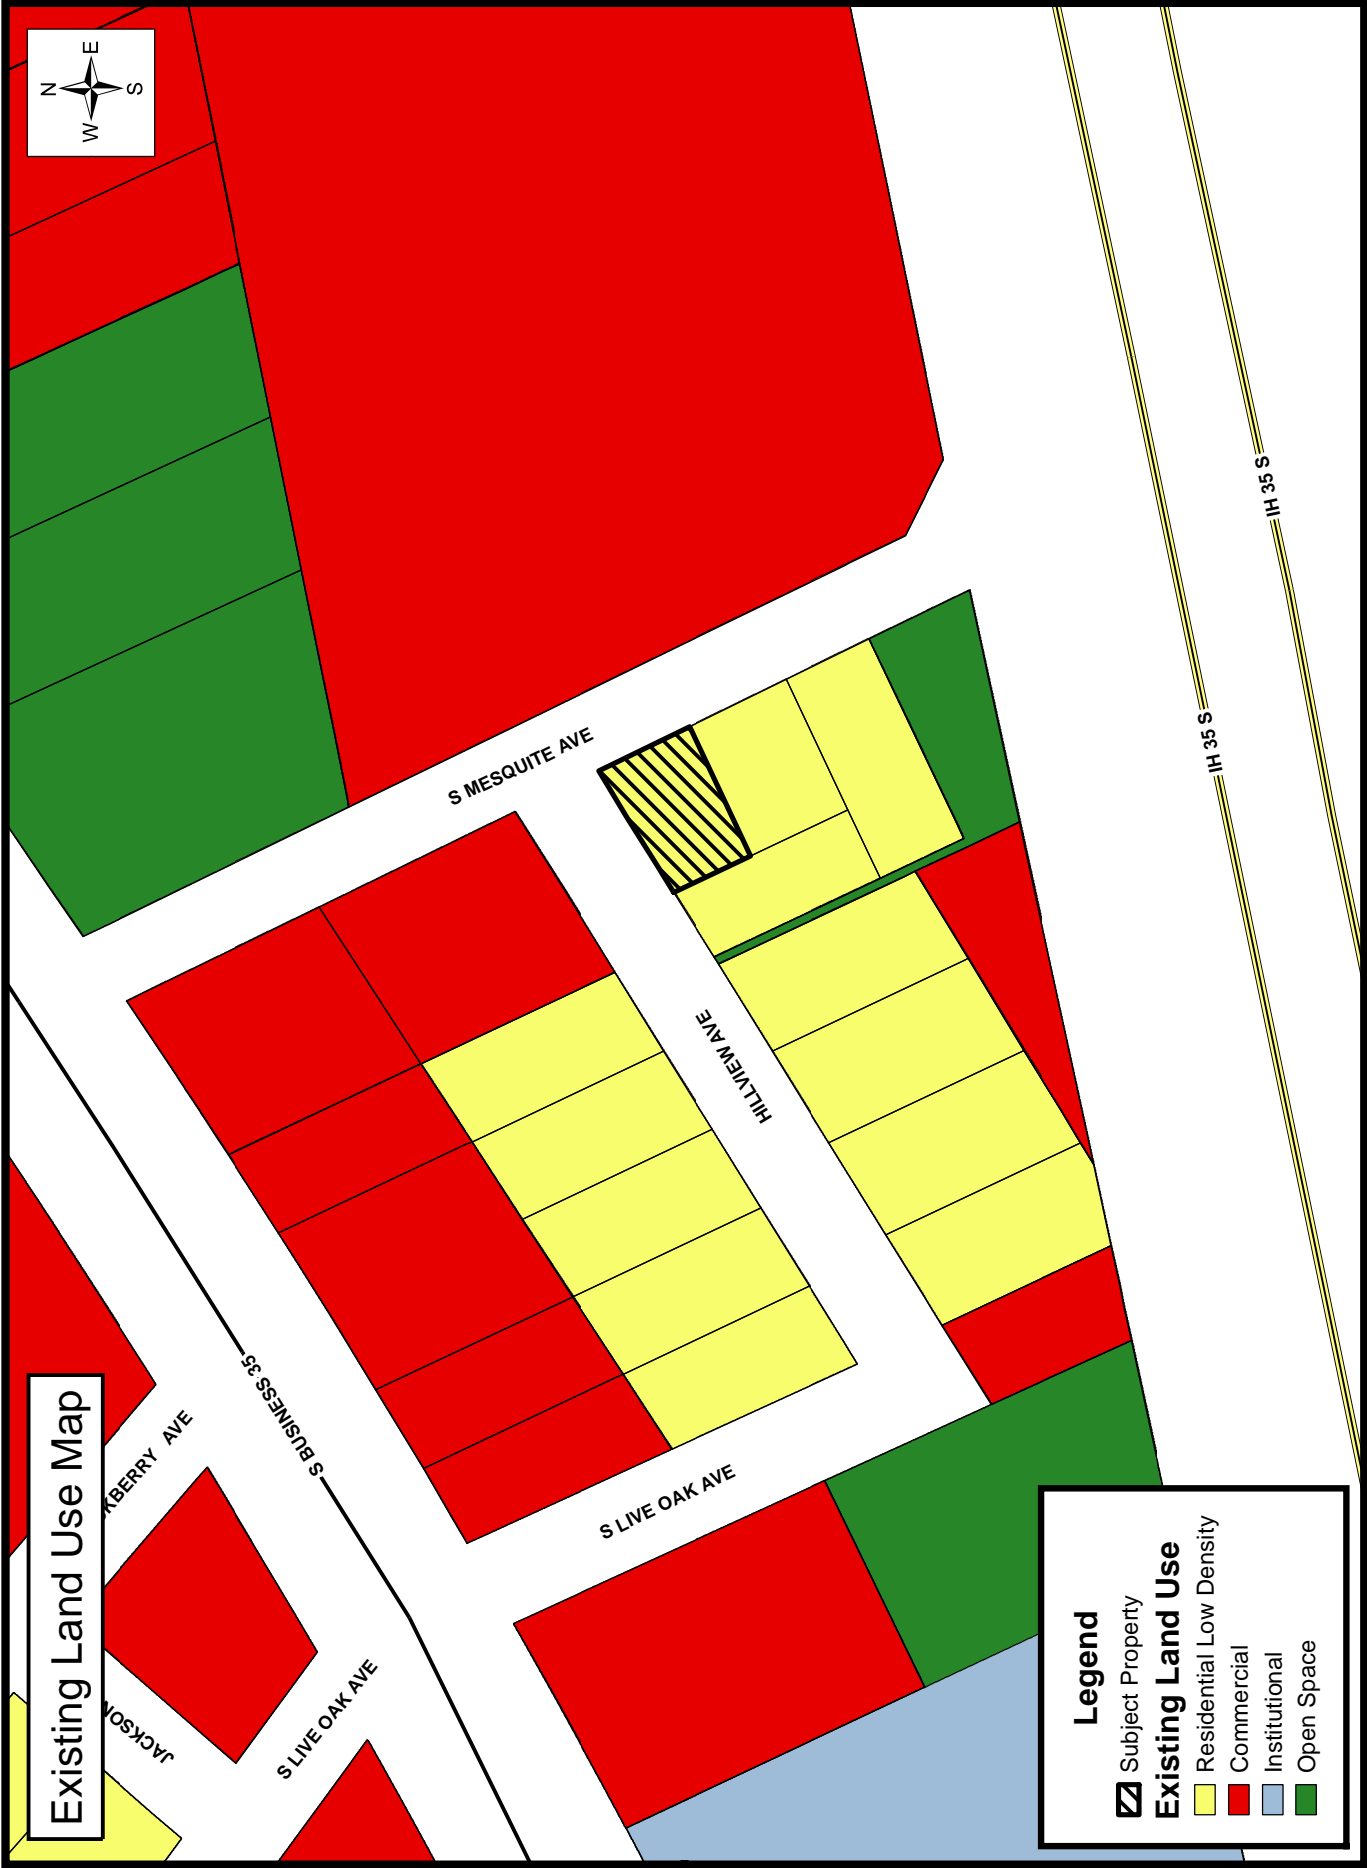 Existing Land Use Map
N
W
E
S
KBERRY AVE
JACKSON
S LIVE OAK AVE
S BUSINESS 35
S LIVE OAK AVE
S MESQUITE AVE
HILLVIEW AVE
IH 35 S
IH 35 S
Legend
Subject Property
Existing Land Use
Residential Low Density
Commercial
Institutional
Open Space